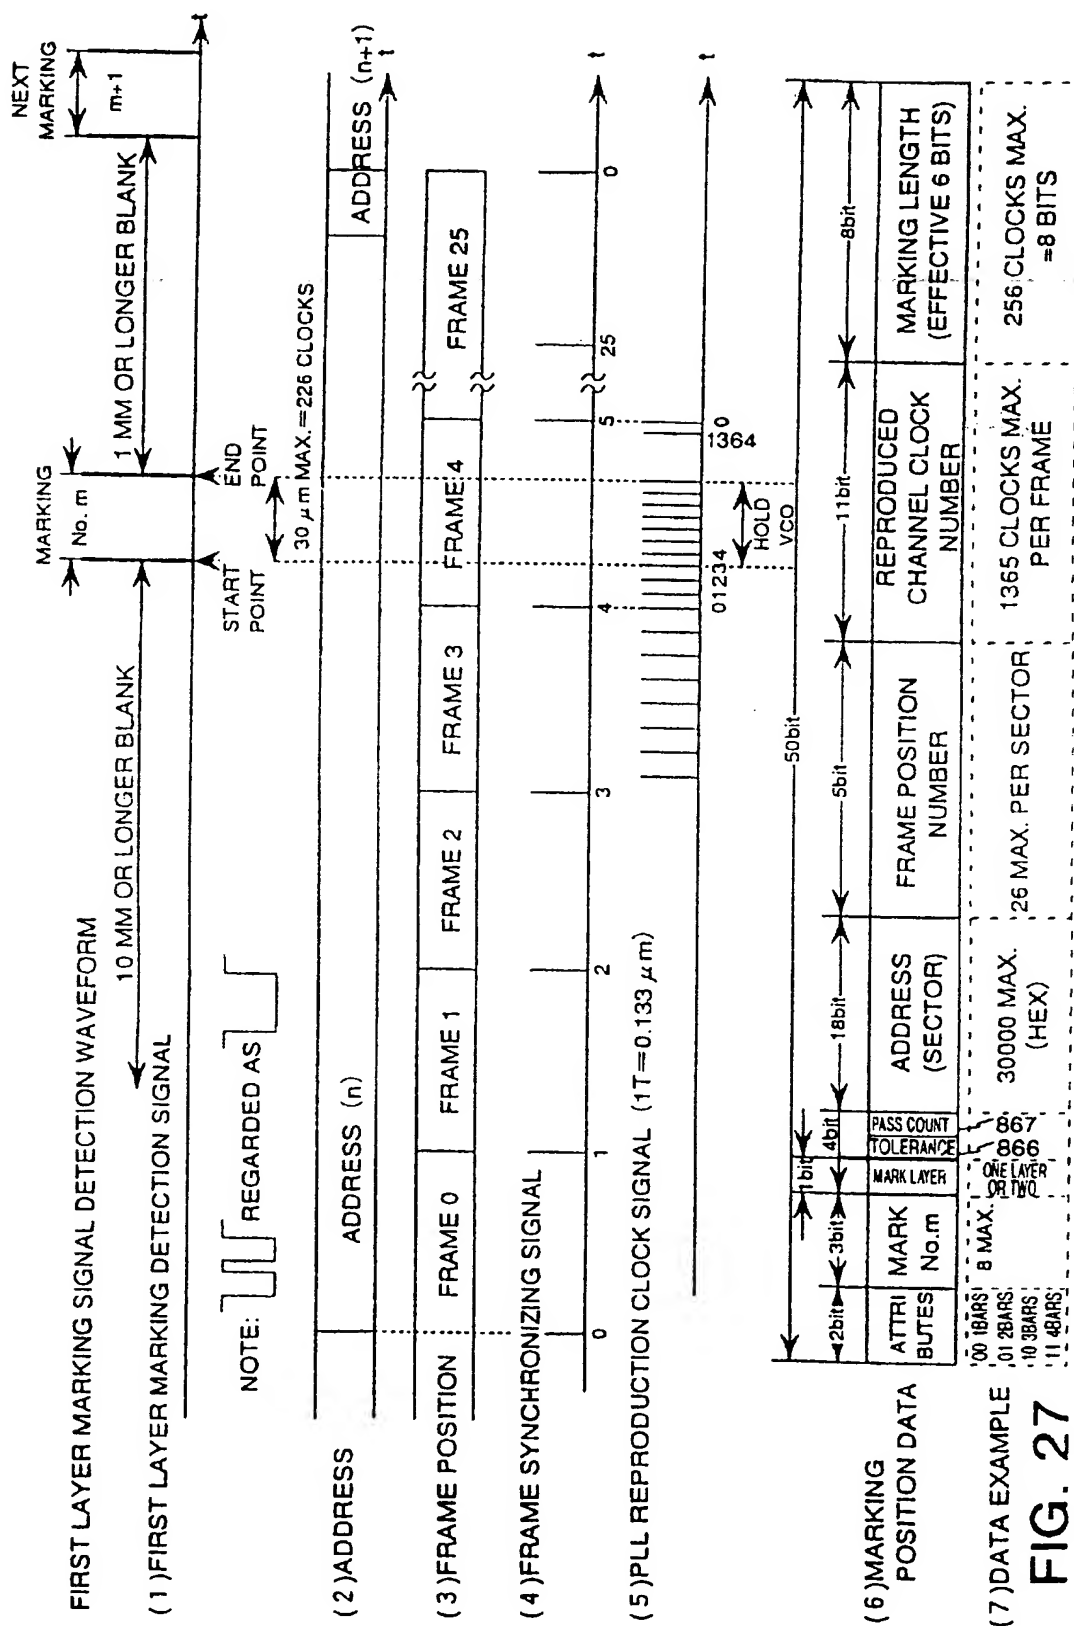 FIRST LAYER MARKING SIGNAL DETECTION WAVEFORM
NEXT
MARKING
m+1
MARKING
No. m
10 MM OR LONGER BLANK
1 MM OR LONGER BLANK
(1)FIRST LAYER MARKING DETECTION SIGNAL
t
START
POINT
END
POINT
NOTE:
REGARDED AS
30 μm MAX.=226 CLOCKS
(2)ADDRESS
ADDRESS (n)
ADDRESS (n+1)
t
(3)FRAME POSITION
FRAME 0
FRAME 1
FRAME 2
FRAME 3
FRAME 4
FRAME 25
(4)FRAME SYNCHRONIZING SIGNAL
0 1 2 3 4 5 25 0
t
(5)PLL REPRODUCTION CLOCK SIGNAL (1T=0.133 μm)
01234
1364
0
t
HOLD
VCO
50bit
2bit
3bit
1bit
4bit
18bit
5bit
11bit
8bit
(6)MARKING
POSITION DATA
ATTRI
BUTES
MARK
No.m
MARK LAYER
TOLERANCE
PASS COUNT
ADDRESS
(SECTOR)
FRAME POSITION
NUMBER
REPRODUCED
CHANNEL CLOCK
NUMBER
MARKING LENGTH
(EFFECTIVE 6 BITS)
(7)DATA EXAMPLE
00 1BARS
01 2BARS
10 3BARS
11 4BARS
8 MAX.
ONE LAYER
OR TWO
866
867
30000 MAX.
(HEX)
26 MAX. PER SECTOR
1365 CLOCKS MAX.
PER FRAME
256 CLOCKS MAX.
=8 BITS
FIG. 27